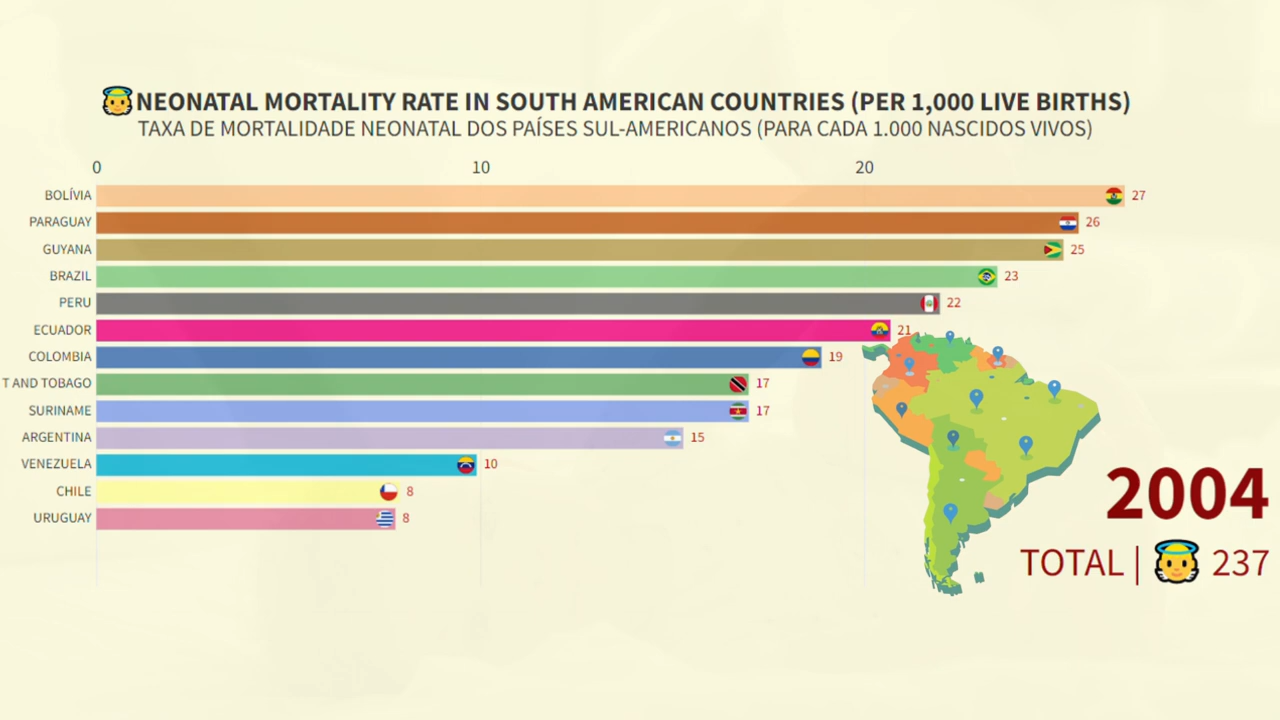 NEONATAL MORTALITY RATE IN SOUTH AMERICAN COUNTRIES (PER 1,000 LIVE BIRTHS)
TAXA DE MORTALIDADE NEONATAL DOS PAÍSES SUL-AMERICANOS (PARA CADA 1.000 NASCIDOS VIVOS)
0 10 20
BOLÍVIA 27
PARAGUAY 26
GUYANA 25
BRAZIL 23
PERU 22
ECUADOR 21
COLOMBIA 19
T AND TOBAGO 17
SURINAME 17
ARGENTINA 15
VENEZUELA 10
CHILE 8
URUGUAY 8
2004
TOTAL | 237